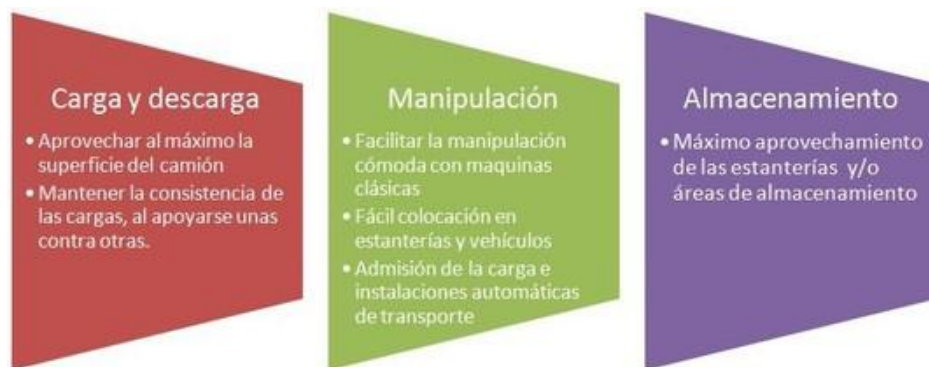 Carga y descarga
• Aprovechar al máximo la
superficie del camión
• Mantener la consistencia de
las cargas, al apoyarse unas
contra otras.
Manipulación
• Facilitar la manipulación
cómoda con maquinas
clásicas
• Fácil colocación en
estanterías y vehículos
• Admisión de la carga e
instalaciones automáticas
de transporte
Almacenamiento
• Máximo aprovechamiento
de las estanterías y/o
áreas de almacenamiento